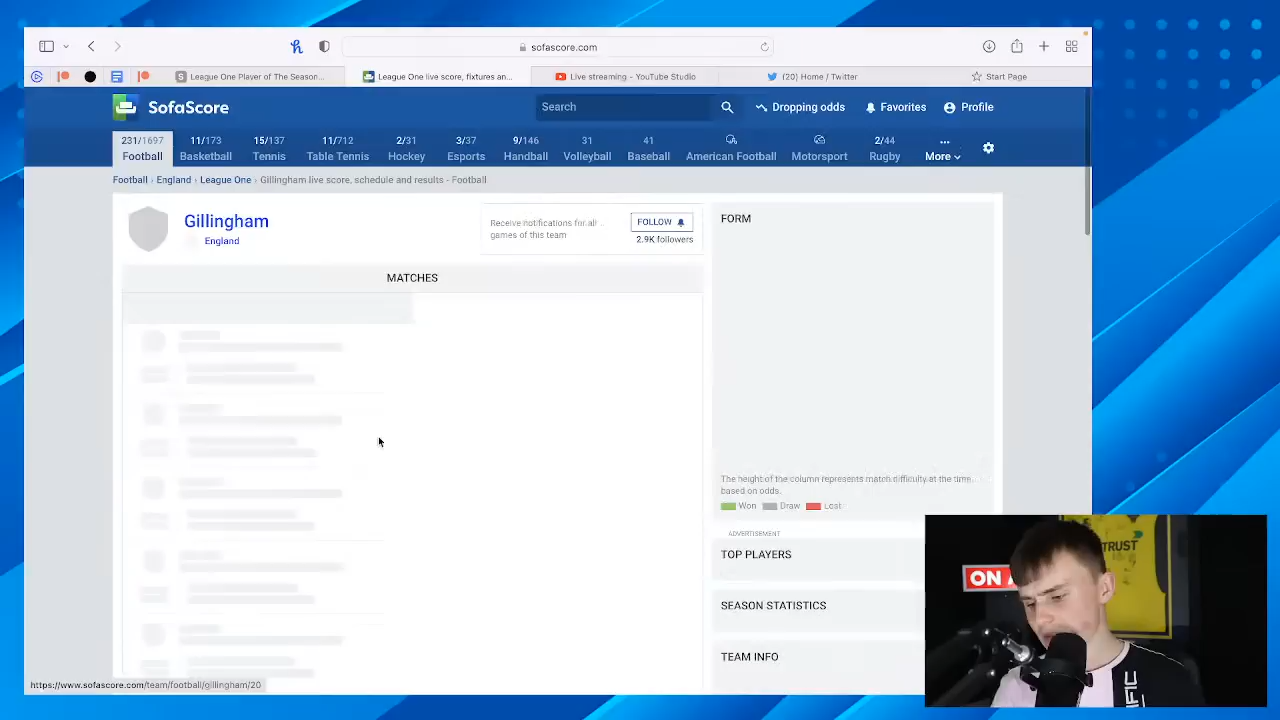 sofascore.com
League One Player of The Season...
League One live score, fixtures an...
Live streaming - YouTube Studio
(20) Home / Twitter
Start Page
SofaScore
Search
Dropping odds
Favorites
Profile
231/1697
11/173
15/137
11/712
2/31
3/37
9/146
31
41
2/44
...
Football
Basketball
Tennis
Table Tennis
Hockey
Esports
Handball
Volleyball
Baseball
American Football
Motorsport
Rugby
More
Football › England › League One › Gillingham live score, schedule and results - Football
Gillingham
England
Receive notifications for all
games of this team
FOLLOW
2.9K followers
FORM
MATCHES
The height of the column represents match difficulty at the time,
based on odds.
Won Draw Lost
ADVERTISEMENT
TOP PLAYERS
SEASON STATISTICS
TEAM INFO
https://www.sofascore.com/team/football/gillingham/20
TRUST
ON